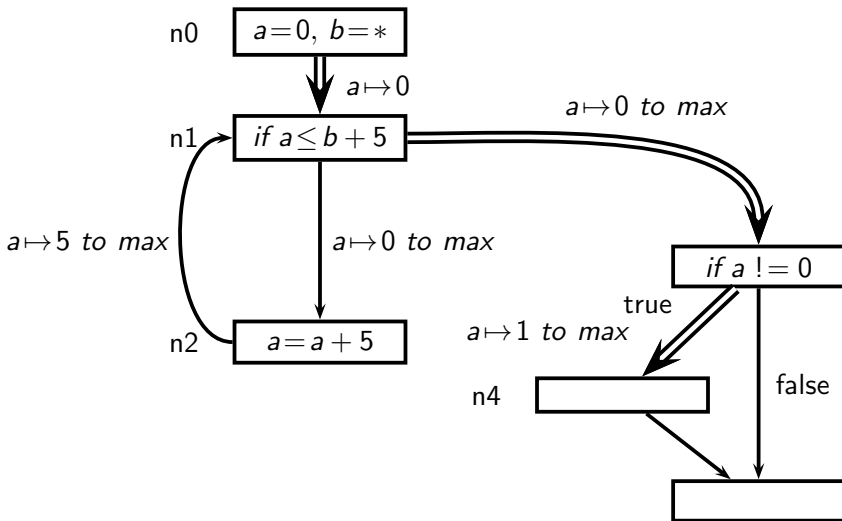 n0
a=0, b=*
a↦0
a↦0 to max
n1
if a≤b+5
a↦5 to max
a↦0 to max
if a !=0
true
a↦1 to max
n2
a=a+5
n4
false